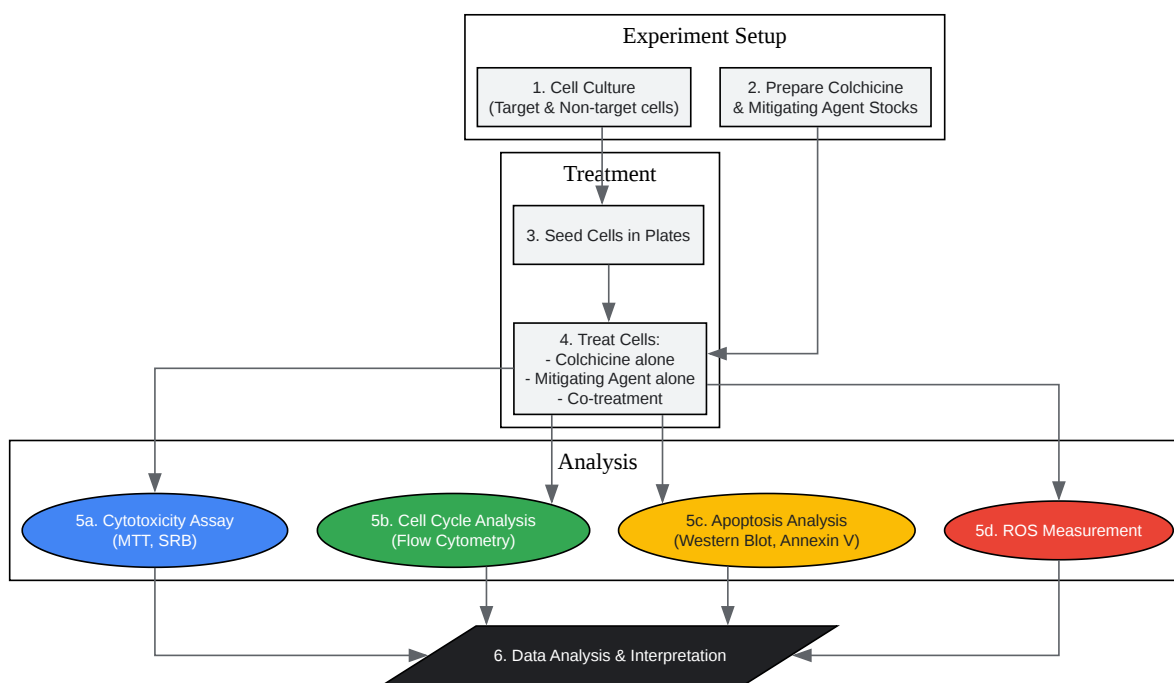 Experiment Setup
1. Cell Culture
(Target & Non-target cells)
2. Prepare Colchicine
& Mitigating Agent Stocks
Treatment
3. Seed Cells in Plates
4. Treat Cells:
- Colchicine alone
- Mitigating Agent alone
- Co-treatment
Analysis
5a. Cytotoxicity Assay
(MTT, SRB)
5b. Cell Cycle Analysis
(Flow Cytometry)
5c. Apoptosis Analysis
(Western Blot, Annexin V)
5d. ROS Measurement
6. Data Analysis & Interpretation